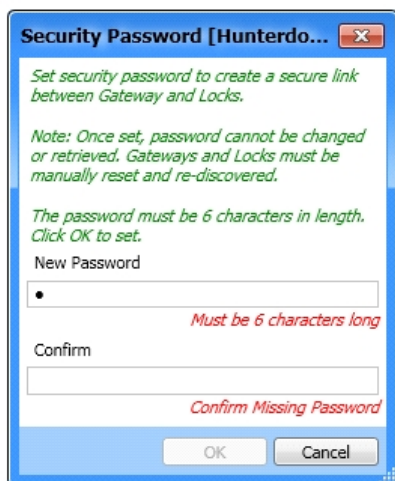 Security Password [Hunterdo...
Set security password to create a secure link
between Gateway and Locks.
Note: Once set, password cannot be changed
or retrieved. Gateways and Locks must be
manually reset and re-discovered.
The password must be 6 characters in length.
Click OK to set.
New Password
●
Must be 6 characters long
Confirm
Confirm Missing Password
OK
Cancel